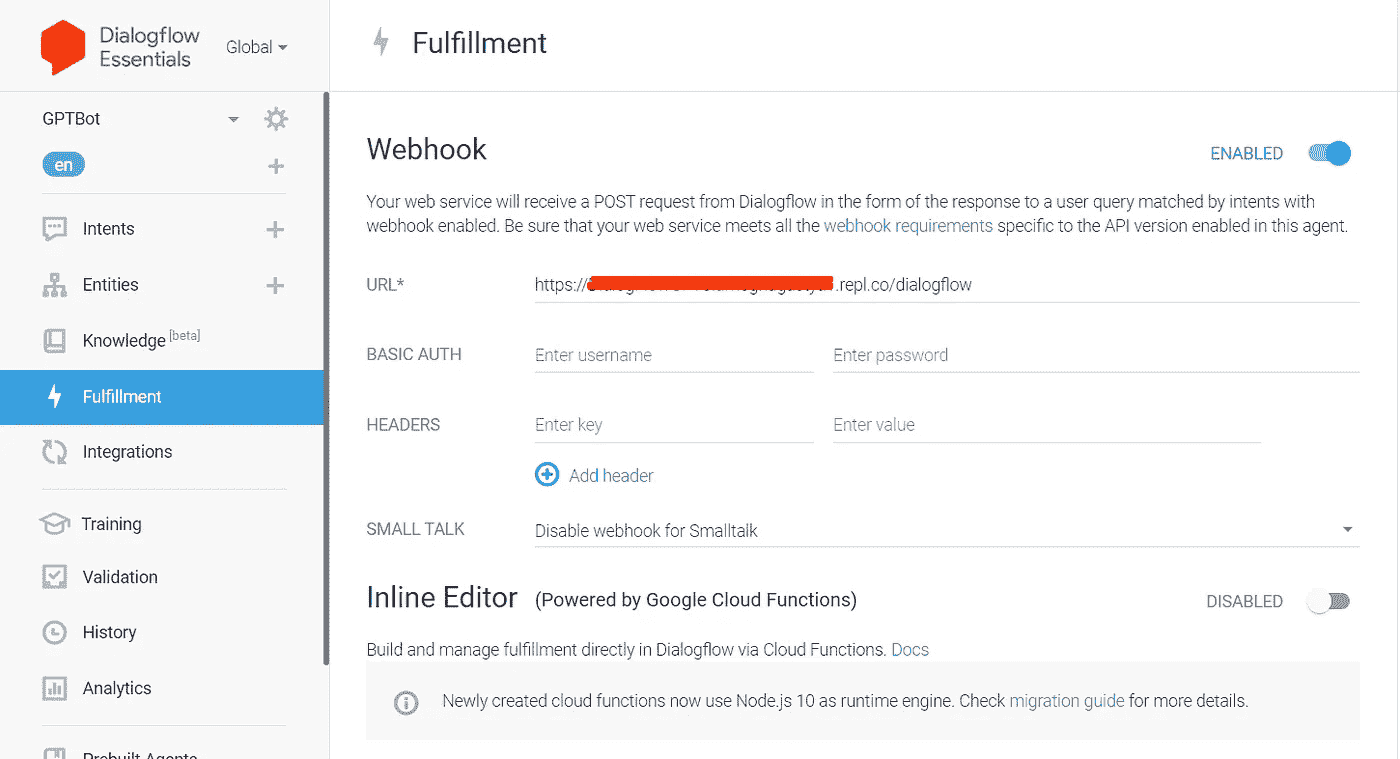 Dialogflow
Essentials
Global
Fulfillment
GPTBot
en
Intents
Entities
Knowledge [beta]
Fulfillment
Integrations
Training
Validation
History
Analytics
Prebuilt Agents
Webhook
ENABLED
Your web service will receive a POST request from Dialogflow in the form of the response to a user query matched by intents with
webhook enabled. Be sure that your web service meets all the webhook requirements specific to the API version enabled in this agent.
URL*
https:// .repl.co/dialogflow
BASIC AUTH
Enter username
Enter password
HEADERS
Enter key
Enter value
Add header
SMALL TALK
Disable webhook for Smalltalk
Inline Editor (Powered by Google Cloud Functions)
DISABLED
Build and manage fulfillment directly in Dialogflow via Cloud Functions. Docs
Newly created cloud functions now use Node.js 10 as runtime engine. Check migration guide for more details.